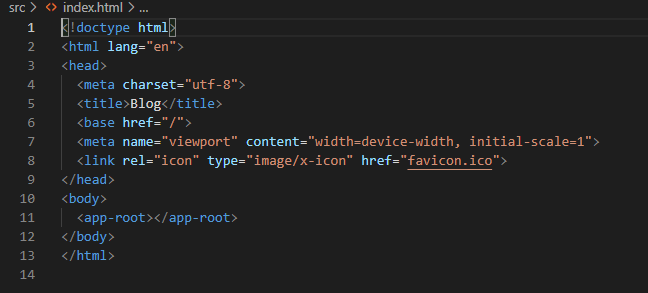 src > <> index.html > ...
1 <!doctype html>
2 <html lang="en">
3 <head>
4   <meta charset="utf-8">
5   <title>Blog</title>
6   <base href="/">
7   <meta name="viewport" content="width=device-width, initial-scale=1">
8   <link rel="icon" type="image/x-icon" href="favicon.ico">
9 </head>
10 <body>
11   <app-root></app-root>
12 </body>
13 </html>
14